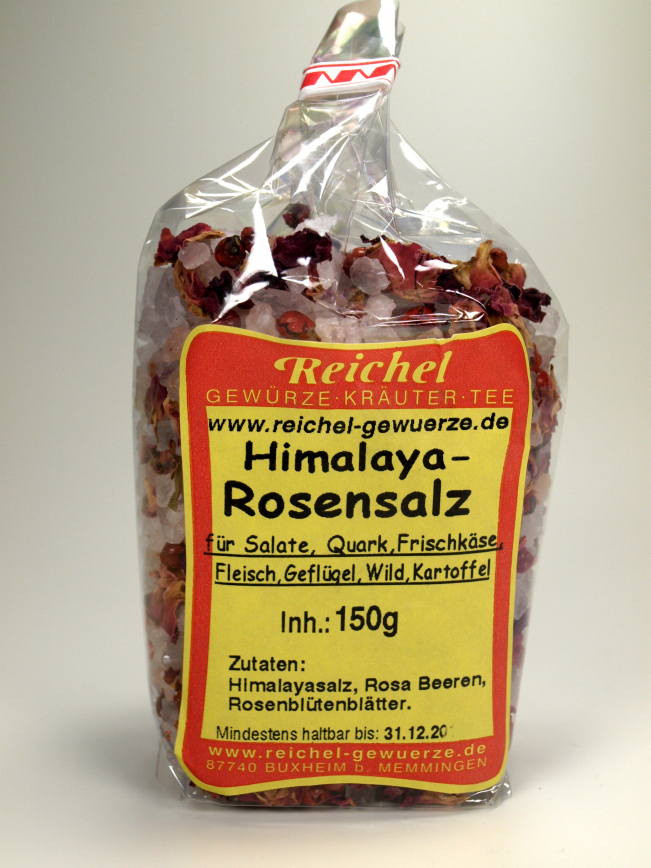 Reichel
GEWÜRZE·KRÄUTER·TEE
www.reichel-gewuerze.de
Himalaya-
Rosensalz
für Salate, Quark,Frischkäse,
Fleisch,Geflügel,Wild,Kartoffel
Inh.: 150g
Zutaten:
Himalayasalz, Rosa Beeren,
Rosenblütenblätter.
Mindestens haltbar bis:
www.reichel-gewuerze.de
87740 BUXHEIM b. MEMMINGEN